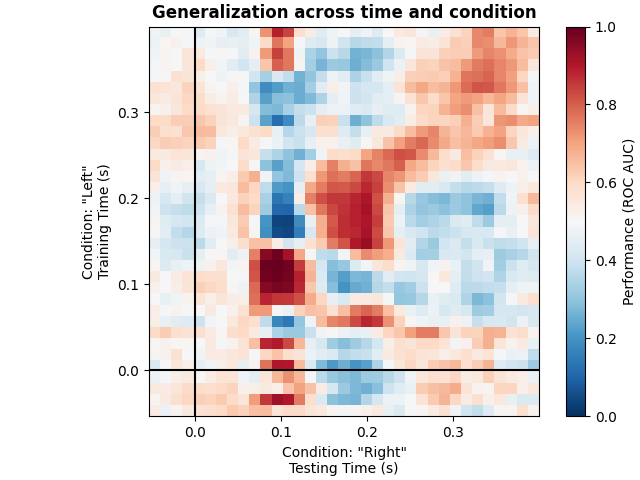 Generalization across time and condition
Condition: "Left"
Training Time (s)
0.3
0.2
0.1
0.0
0.0 0.1 0.2 0.3
Condition: "Right"
Testing Time (s)
1.0
0.8
0.6
0.4
0.2
0.0
Performance (ROC AUC)